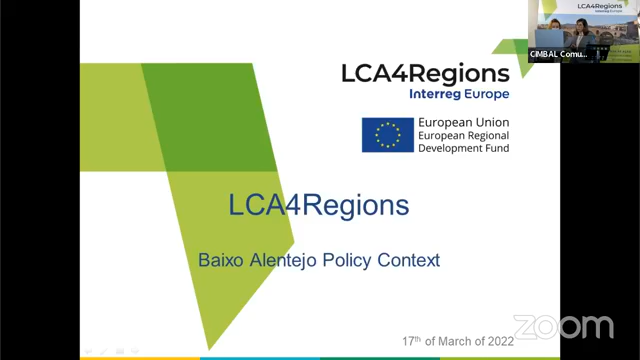 LCA4Regions
CIMBAL Comu...
LCA4Regions
Interreg Europe
European Union
European Regional
Development Fund
LCA4Regions
Baixo Alentejo Policy Context
17th of March of 2022
zoom